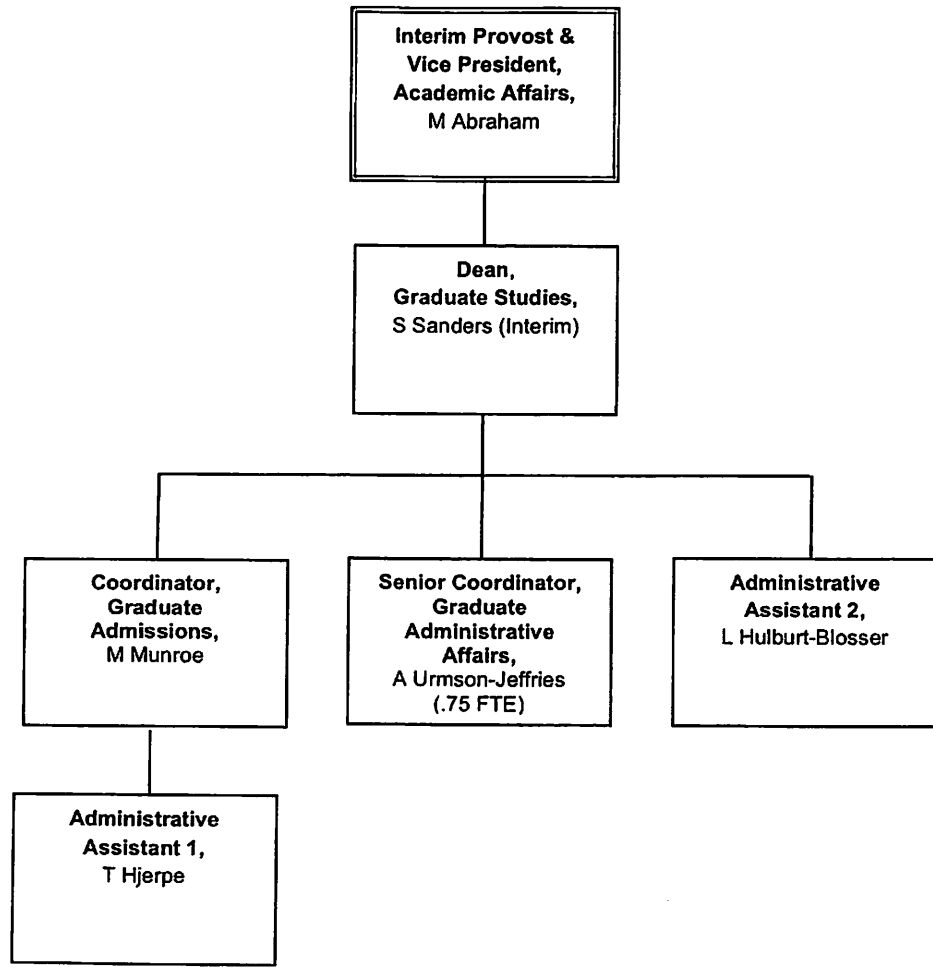 Interim Provost &
Vice President,
Academic Affairs,
M Abraham
Dean,
Graduate Studies,
S Sanders (Interim)
Coordinator,
Graduate
Admissions,
M Munroe
Senior Coordinator,
Graduate
Administrative
Affairs,
A Urmson-Jeffries
(.75 FTE)
Administrative
Assistant 2,
L Hulburt-Blosser
Administrative
Assistant 1,
T Hjerpe